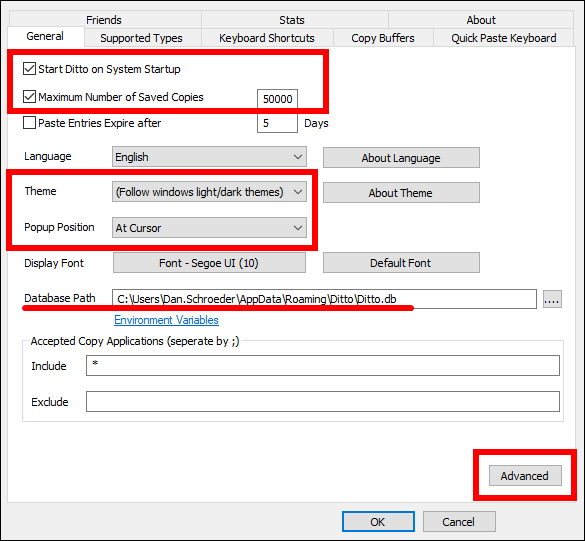 Friends Stats About
General Supported Types Keyboard Shortcuts Copy Buffers Quick Paste Keyboard
Start Ditto on System Startup
Maximum Number of Saved Copies 50000
Paste Entries Expire after 5 Days
Language English About Language
Theme (Follow windows light/dark themes) About Theme
Popup Position At Cursor
Display Font Font - Segoe UI (10) Default Font
Database Path C:\Users\Dan.Schroeder\AppData\Roaming\Ditto\Ditto.db ....
Environment Variables
Accepted Copy Applications (seperate by ;)
Include *
Exclude
Advanced
OK Cancel